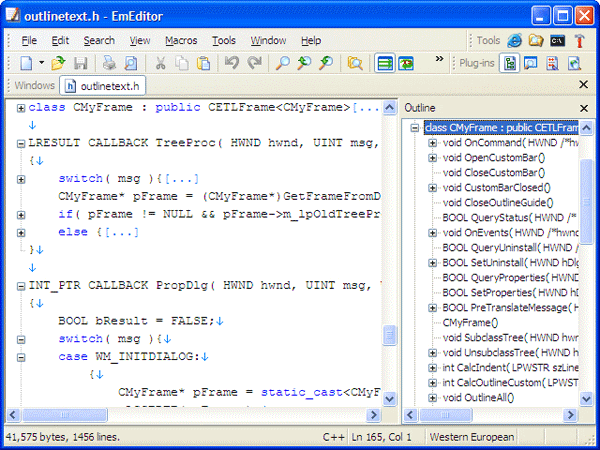 outlinetext.h - EmEditor
File Edit Search View Macros Tools Window Help Tools
Plug-ins
Windows outlinetext.h
class CMyFrame : public CETLFrame<CMyFrame>[...
LRESULT CALLBACK TreeProc( HWND hwnd, UINT msg,
{
switch( msg ){[...]
CMyFrame* pFrame = (CMyFrame*)GetFrameFromD
if( pFrame != NULL && pFrame->m_lpOldTreePr
else {[...]
}
INT_PTR CALLBACK PropDlg( HWND hwnd, UINT msg,
{
BOOL bResult = FALSE;
switch( msg ){
case WM_INITDIALOG:
{
CMyFrame* pFrame = static_cast<CMyF
Outline
class CMyFrame : public CETLFram
void OnCommand( HWND /*hw
void OpenCustomBar()
void CloseCustomBar()
void CustomBarClosed()
void CloseOutlineGuide()
BOOL QueryStatus( HWND /*
void OnEvents( HWND /*hwnd
BOOL QueryUninstall( HWND /
BOOL SetUninstall( HWND hDlg
BOOL QueryProperties( HWND
BOOL SetProperties( HWND hD
BOOL PreTranslateMessage( H
CMyFrame()
void SubclassTree( HWND hwn
void UnsubclassTree( HWND h
int CalcIndent( LPWSTR szLine
int CalcOutlineCustom( LPWST
void OutlineAll()
41,575 bytes, 1456 lines. C++ Ln 165, Col 1 Western European